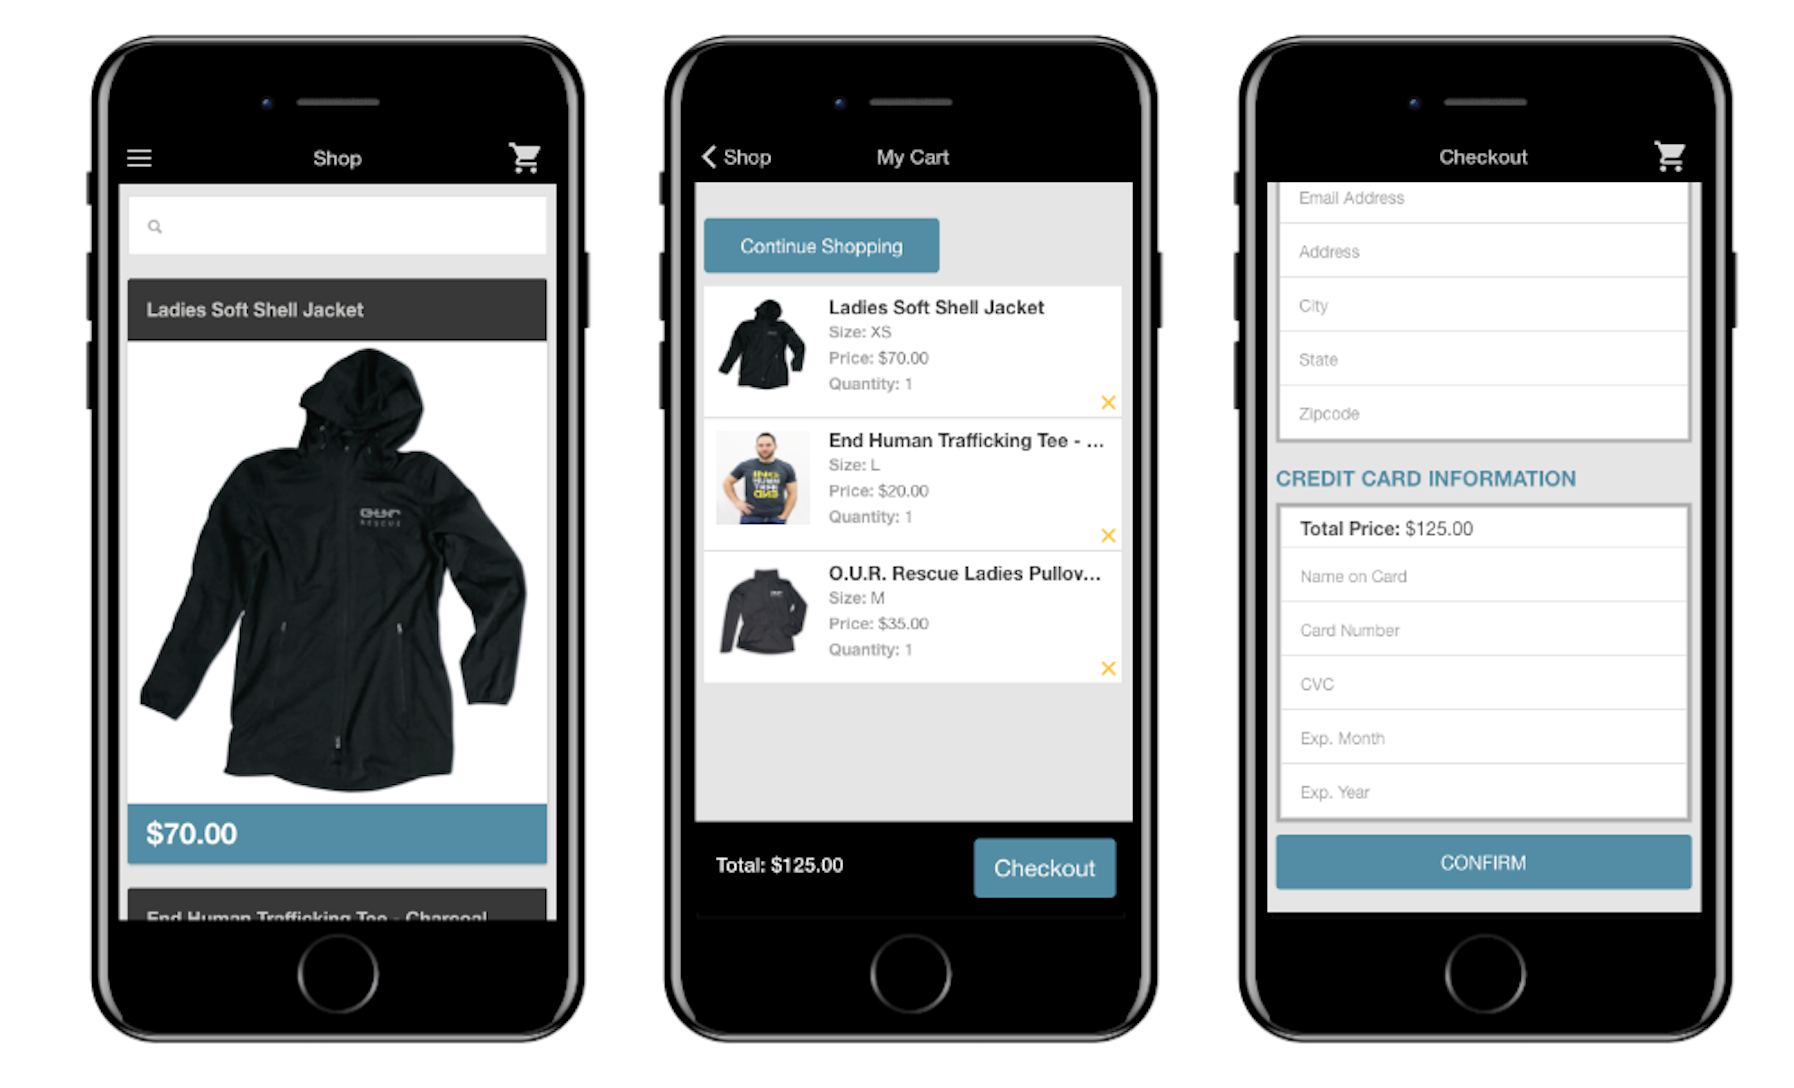 Shop
Ladies Soft Shell Jacket
O.U.R
RESCUE
$70.00
End Human Trafficking Tee - Charcoal
Shop
My Cart
Continue Shopping
Ladies Soft Shell Jacket
Size: XS
Price: $70.00
Quantity: 1
End Human Trafficking Tee - ...
Size: L
Price: $20.00
Quantity: 1
O.U.R. Rescue Ladies Pullov...
Size: M
Price: $35.00
Quantity: 1
Total: $125.00
Checkout
Checkout
Email Address
Address
City
State
Zipcode
CREDIT CARD INFORMATION
Total Price: $125.00
Name on Card
Card Number
CVC
Exp. Month
Exp. Year
CONFIRM